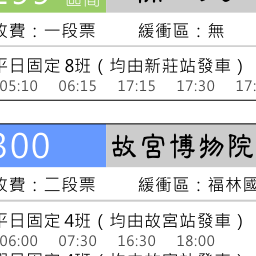 區間
收費：一段票 緩衝區：無
平日固定 8班（均由新莊站發車）
05:10 06:15 17:15 17:30 17:
300 故宮博物院
收費：二段票 緩衝區：福林國
平日固定 4班（均由故宮站發車）
06:00 07:30 16:30 18:00